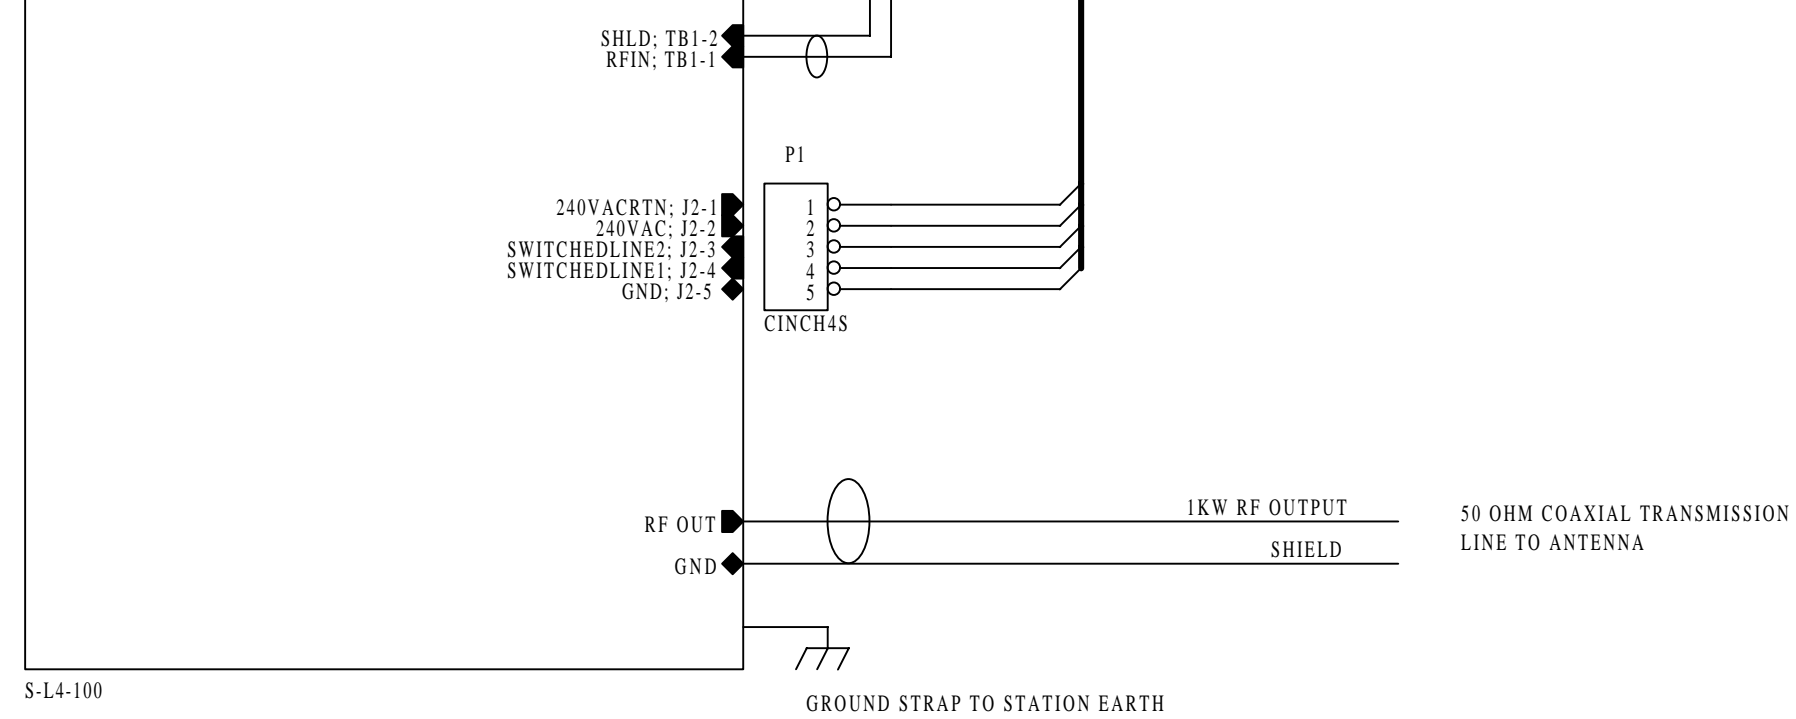 SHLD; TB1-2
RFIN; TB1-1
P1
240VACRTN; J2-1
240VAC; J2-2
SWITCHEDLINE2; J2-3
SWITCHEDLINE1; J2-4
GND; J2-5
1
2
3
4
5
CINCH4S
RF OUT
GND
1KW RF OUTPUT
SHIELD
50 OHM COAXIAL TRANSMISSION
LINE TO ANTENNA
S-L4-100
GROUND STRAP TO STATION EARTH